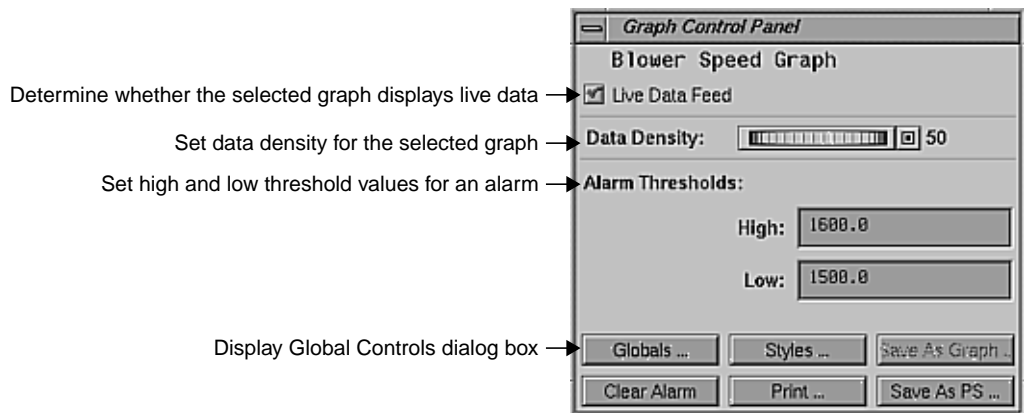 Graph Control Panel
Blower Speed Graph
Determine whether the selected graph displays live data
Live Data Feed
Set data density for the selected graph
Data Density:
50
Set high and low threshold values for an alarm
Alarm Thresholds:
High:
1600.0
Low:
1500.0
Display Global Controls dialog box
Globals ...
Styles ...
Save As Graph ..
Clear Alarm
Print ...
Save As PS ...